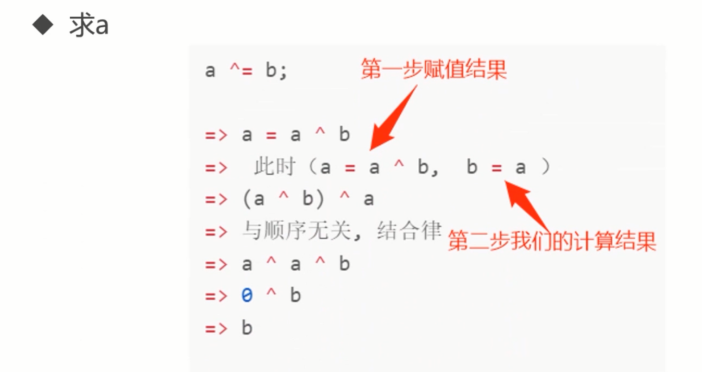 ◆ 求a
a ^= b;
第一步赋值结果
=> a = a ^ b
=> 此时（a = a ^ b, b = a ）
=> (a ^ b) ^ a
=> 与顺序无关, 结合律
第二步我们的计算结果
=> a ^ a ^ b
=> 0 ^ b
=> b